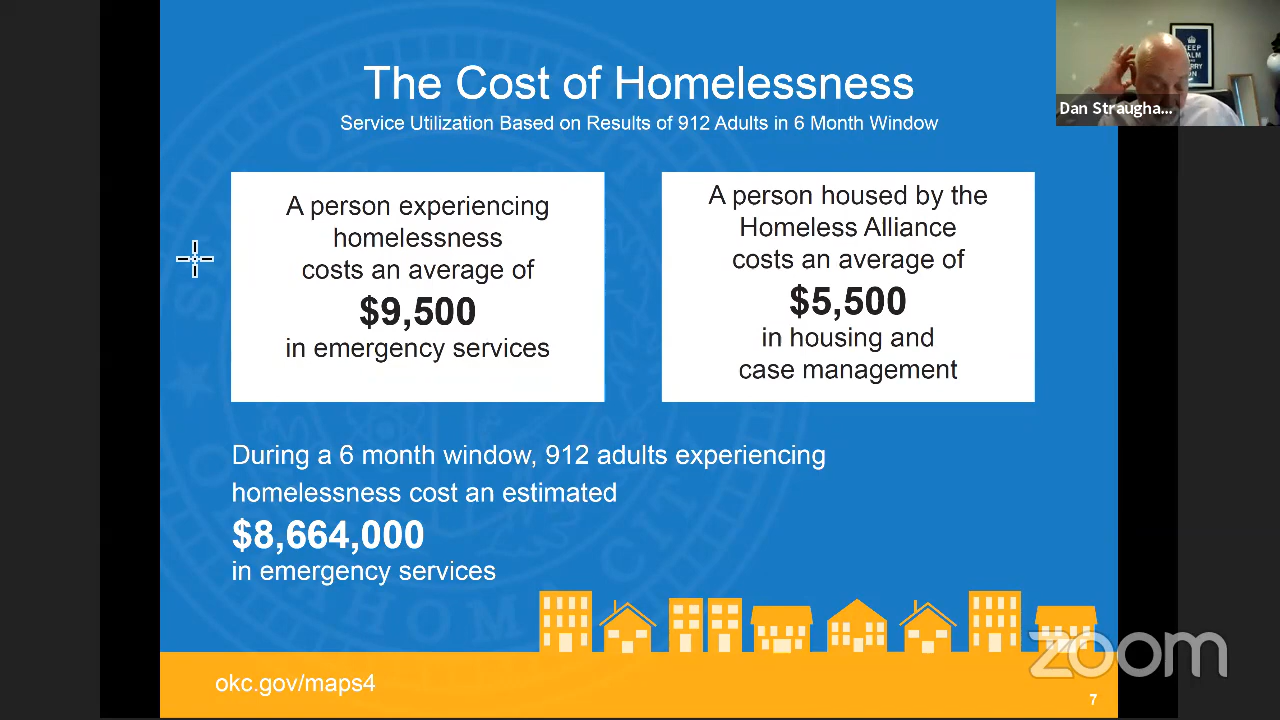 The Cost of Homelessness
Service Utilization Based on Results of 912 Adults in 6 Month Window
A person experiencing
homelessness
costs an average of
$9,500
in emergency services
A person housed by the
Homeless Alliance
costs an average of
$5,500
in housing and
case management
During a 6 month window, 912 adults experiencing
homelessness cost an estimated
$8,664,000
in emergency services
okc.gov/maps4
7
zoom
KEEP
Dan Straugha...